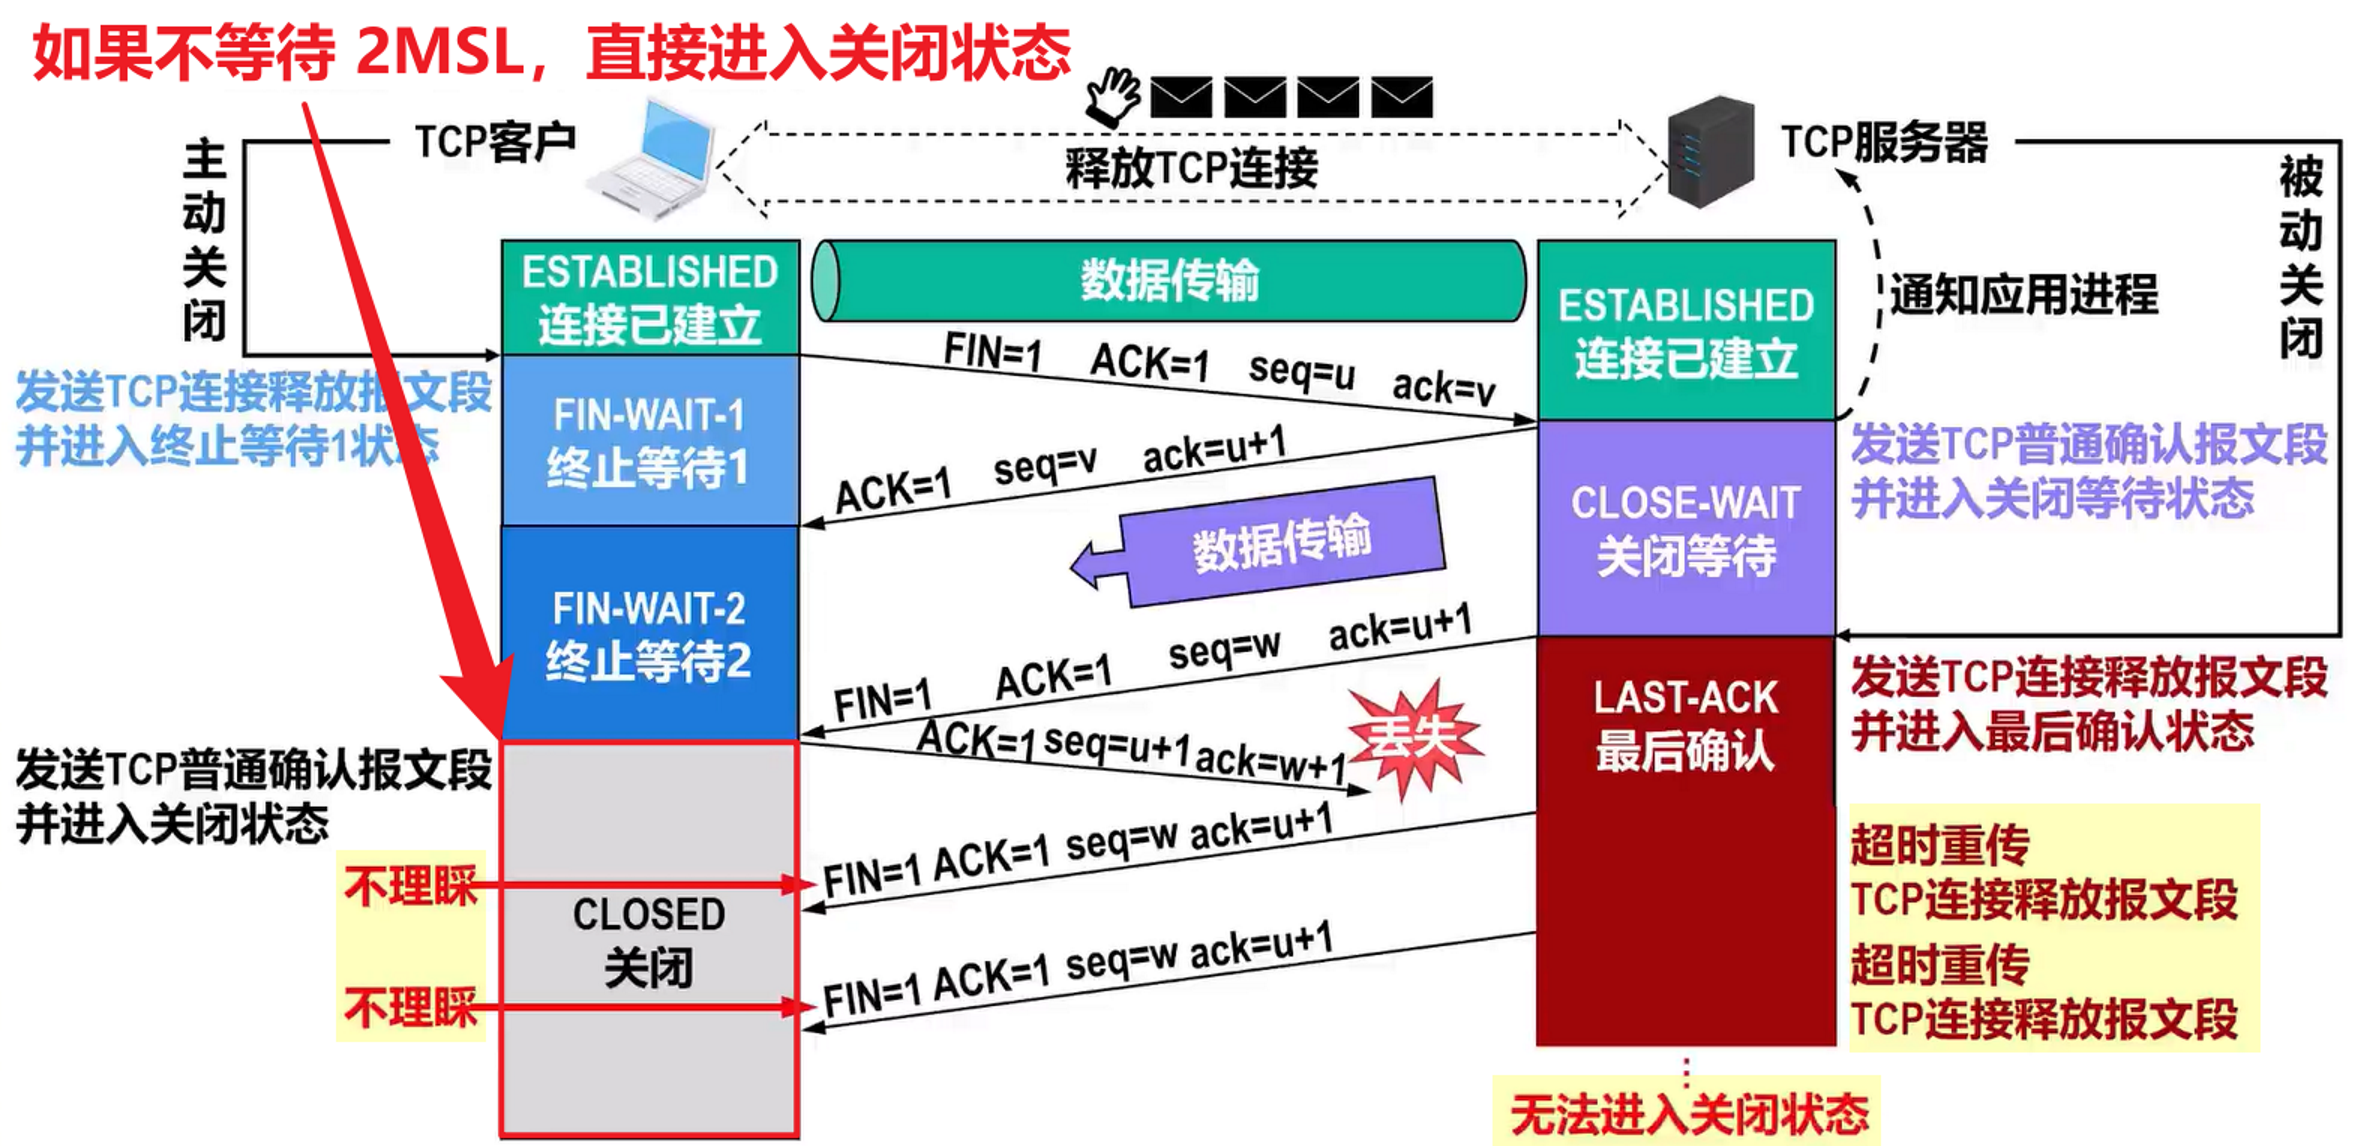 如果不等待 2MSL，直接进入关闭状态
主动关闭
TCP客户
释放TCP连接
TCP服务器
被动关闭
ESTABLISHED
连接已建立
数据传输
ESTABLISHED
连接已建立
通知应用进程
发送TCP连接释放报文段
并进入终止等待1状态
FIN-WAIT-1
终止等待1
FIN=1 ACK=1 seq=u ack=v
ACK=1 seq=v ack=u+1
CLOSE-WAIT
关闭等待
发送TCP普通确认报文段
并进入关闭等待状态
数据传输
FIN-WAIT-2
终止等待2
FIN=1 ACK=1 seq=w ack=u+1
LAST-ACK
最后确认
发送TCP连接释放报文段
并进入最后确认状态
发送TCP普通确认报文段
并进入关闭状态
ACK=1 seq=u+1 ack=w+1
丢失
不理睬
FIN=1 ACK=1 seq=w ack=u+1
超时重传
TCP连接释放报文段
CLOSED
关闭
不理睬
FIN=1 ACK=1 seq=w ack=u+1
超时重传
TCP连接释放报文段
无法进入关闭状态